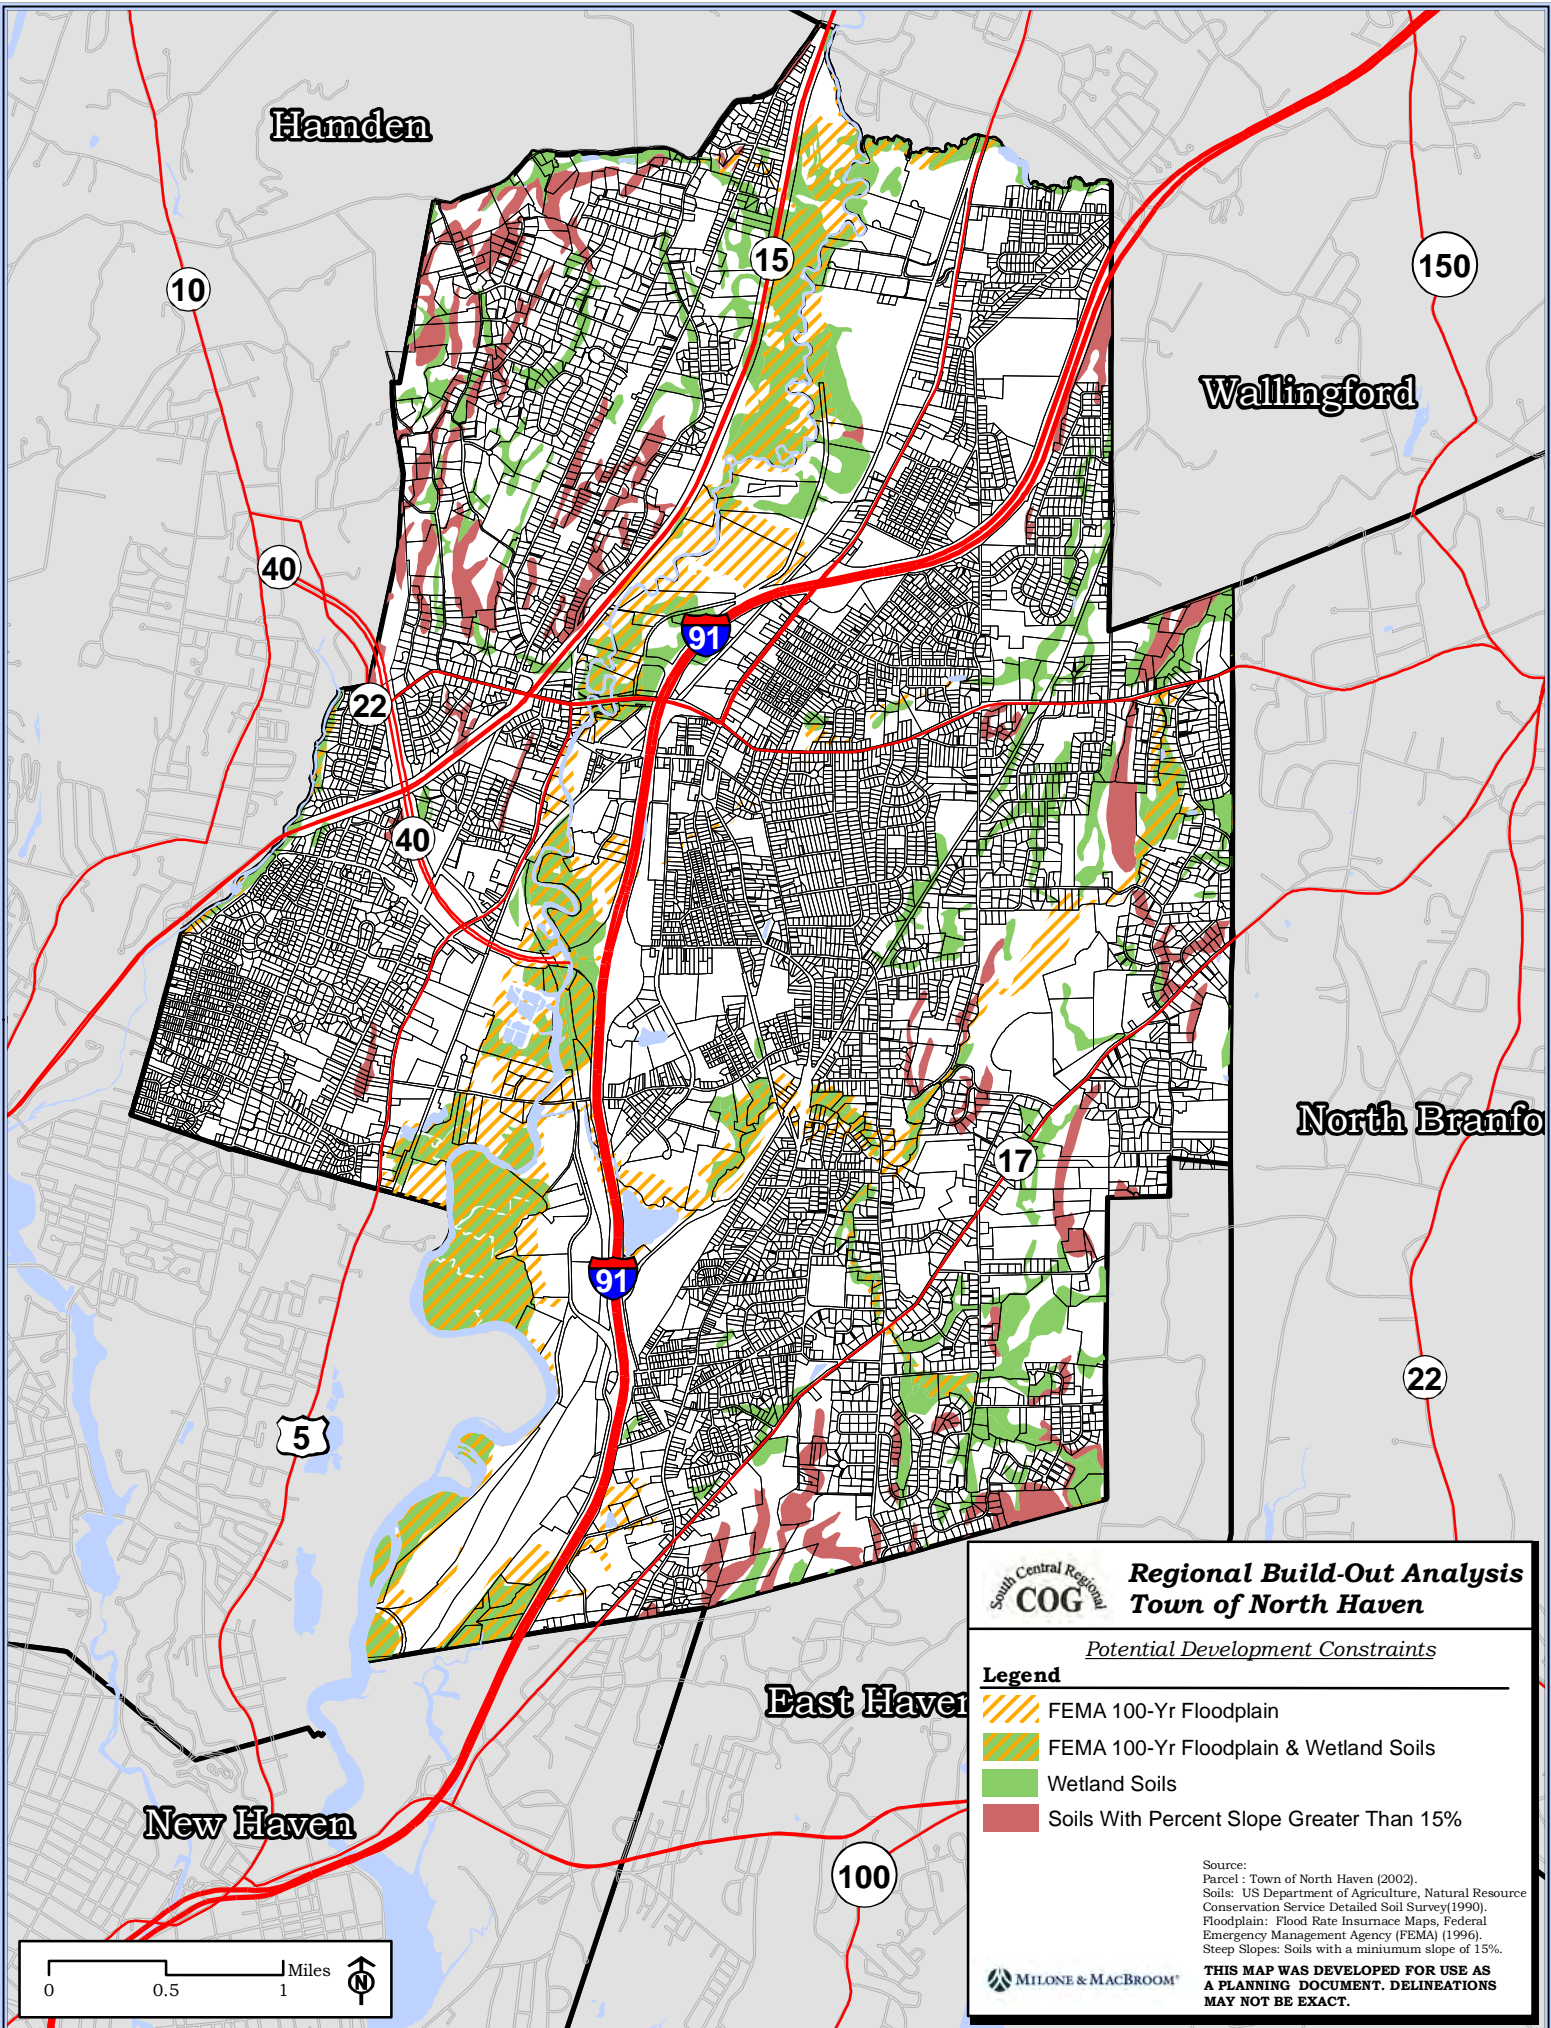 Hamden
15
10
150
Wallingford
40
91
22
40
North Branfo
17
91
22
5
East Haven
New Haven
100
South Central Regional
COG
Regional Build-Out Analysis
Town of North Haven
Potential Development Constraints
Legend
FEMA 100-Yr Floodplain
FEMA 100-Yr Floodplain & Wetland Soils
Wetland Soils
Soils With Percent Slope Greater Than 15%
Source:
Parcel : Town of North Haven (2002).
Soils: US Department of Agriculture, Natural Resource
Conservation Service Detailed Soil Survey(1990).
Floodplain: Flood Rate Insurnace Maps, Federal
Emergency Management Agency (FEMA) (1996).
Steep Slopes: Soils with a miniumum slope of 15%.
THIS MAP WAS DEVELOPED FOR USE AS
A PLANNING DOCUMENT. DELINEATIONS
MAY NOT BE EXACT.
MILONE & MACBROOM®
Miles
0 0.5 1
N